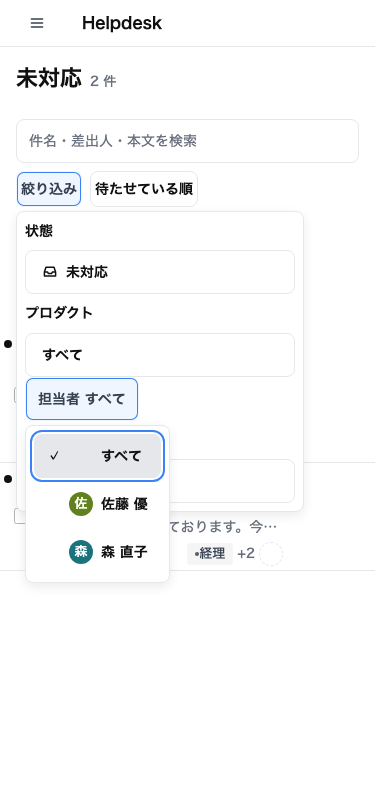 Helpdesk
未対応 2 件
件名・差出人・本文を検索
絞り込み 待たせている順
状態
未対応
プロダクト
すべて
担当者 すべて
✓ すべて
佐 佐藤 優
森 森 直子
ております。今…
•経理 +2